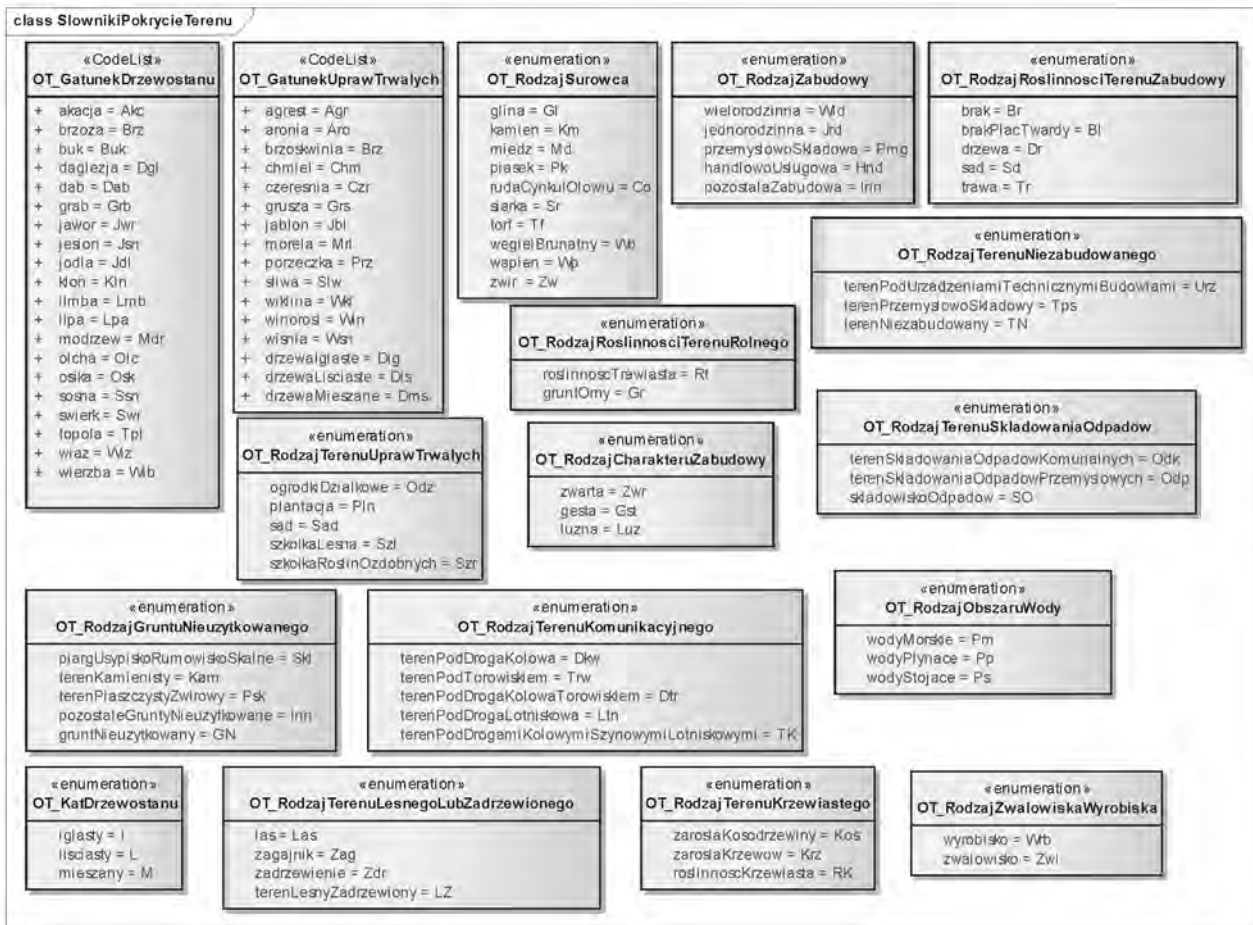 class SlownikiPokrycieTerenu
«CodeList»
OT_GatunekDrzewostanu
+ akacja = Akc
+ brzoza = Brz
+ buk = Buk
+ daglezja = Dgl
+ dab = Dab
+ grab = Grb
+ jawor = Jwr
+ jesion = Jsn
+ jodla = Jdl
+ klon = Kln
+ limba = Lmb
+ lipa = Lpa
+ modrzew = Mdr
+ olcha = Olc
+ osika = Osk
+ sosna = Ssn
+ swierk = Swr
+ topola = Tpl
+ wiaz = Wlz
+ wierzba = Wlb
«CodeList»
OT_GatunekUprawTrwalych
+ agrest = Agr
+ aronia = Aro
+ brzoskwinia = Brz
+ chmiel = Chm
+ czeresnia = Czr
+ grusza = Grs
+ jablon = Jbl
+ morela = Mrl
+ porzeczka = Prz
+ sliwa = Slw
+ wiklina = Wkl
+ winorosl = Win
+ wisnia = Wsn
+ drzewaIglaste = Dig
+ drzewaLisciaste = Dls
+ drzewaMieszane = Dms
«enumeration»
OT_RodzajSurowca
glina = Gl
kamien = Km
miedz = Md
piasek = Pk
rudaCynkuIOlowiu = Co
siarka = Sr
torf = Tf
wegielBrunatny = Wb
wapien = Wp
zwir = Zw
«enumeration»
OT_RodzajZabudowy
wielorodzinna = Wld
jednorodzinna = Jrd
przemyslowoSkladowa = Pmg
handlowoUslugowa = Hnd
pozostalaZabudowa = Inn
«enumeration»
OT_RodzajRoslinnosciTerenuZabudowy
brak = Br
brakPlacTwardy = Bl
drzewa = Dr
sad = Sd
trawa = Tr
«enumeration»
OT_RodzajTerenuNiezabudowanego
terenPodUrzadzeniamiTechnicznymiBudowlami = Urz
terenPrzemyslowoSkladowy = Tps
terenNiezabudowany = TN
«enumeration»
OT_RodzajRoslinnosciTerenuRolnego
roslinnoscTrawiasta = Rt
gruntOrny = Gr
«enumeration»
OT_RodzajTerenuUprawTrwalych
ogrodkiDzialkowe = Odz
plantacja = Pln
sad = Sad
szkolkaLesna = Szl
szkolkaRoslinOzdobnych = Szr
«enumeration»
OT_RodzajCharakteruZabudowy
zwarta = Zwr
gesta = Gst
luzna = Luz
«enumeration»
OT_RodzajTerenuSkladowaniaOdpadow
terenSkladowaniaOdpadowKomunalnych = Odk
terenSkladowaniaOdpadowPrzemyslowych = Odp
skladowiskoOdpadow = SO
«enumeration»
OT_RodzajGruntuNieuzytkowanego
piargUsypiskoRumowiskoSkalne = Skl
terenKamienisty = Kam
terenPiaszczystyZwirowy = Psk
pozostaleGruntyNieuzytkowane = Inn
gruntNieuzytkowany = GN
«enumeration»
OT_RodzajTerenuKomunikacyjnego
terenPodDrogaKolowa = Dkw
terenPodTorowiskiem = Trw
terenPodDrogaKolowaTorowiskiem = Dtr
terenPodDrogaLotniskowa = Ltn
terenPodDrogamiKolowymiSzynowymiLotniskowymi = TK
«enumeration»
OT_RodzajObszaruWody
wodyMorskie = Pm
wodyPlynace = Pp
wodyStojace = Ps
«enumeration»
OT_KatDrzewostanu
iglasty = I
lisciasty = L
mieszany = M
«enumeration»
OT_RodzajTerenuLesnegoLubZadrzewionego
las = Las
zagajnik = Zag
zadrzewienie = Zdr
terenLesnyZadrzewiony = LZ
«enumeration»
OT_RodzajTerenuKrzewiastego
zaroslaKosodrzewiny = Kos
zaroslaKrzewow = Krz
roslinnoscKrzewiasta = RK
«enumeration»
OT_RodzajZwalowiskaWyrobiska
wyrobisko = Wrb
zwalowisko = Zwl